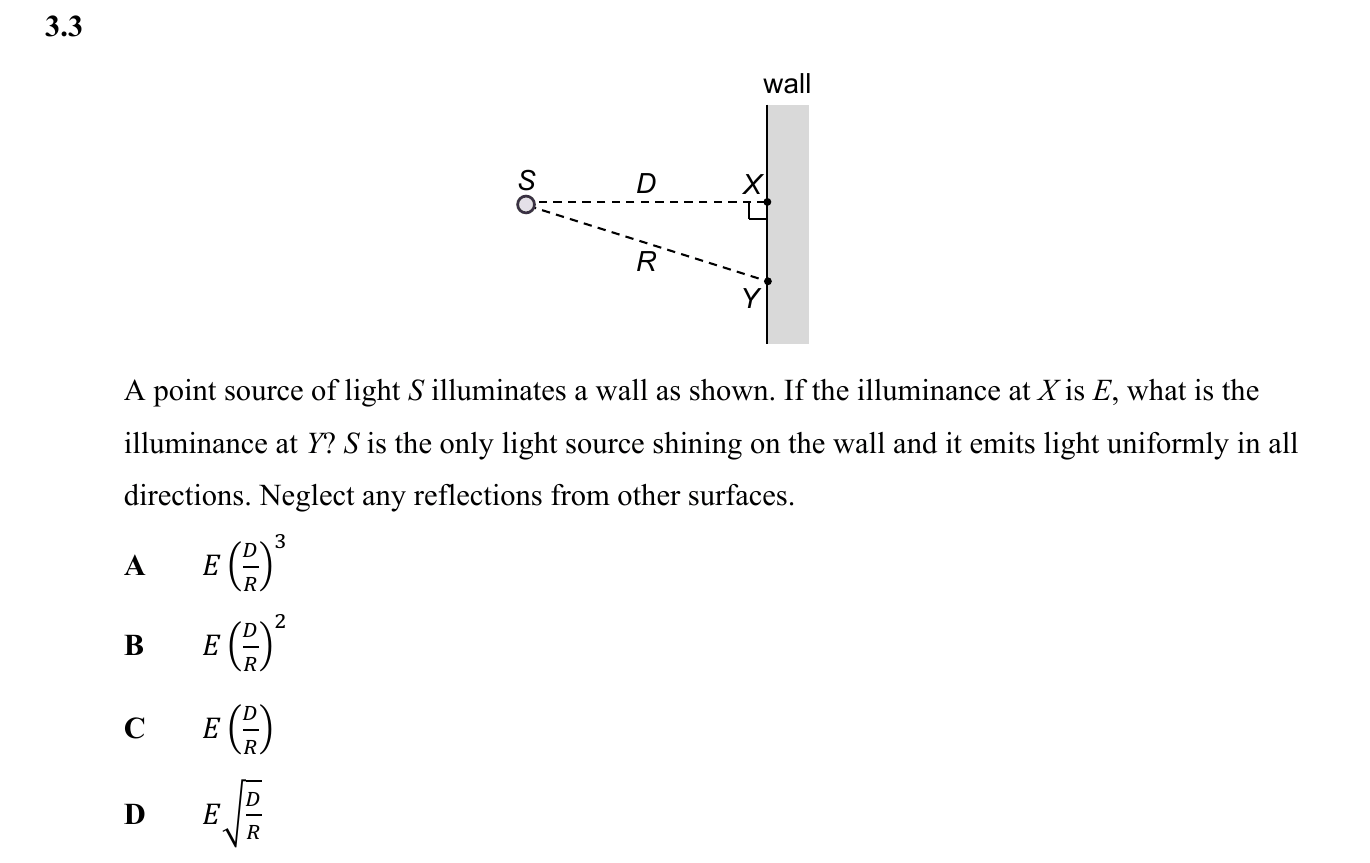 3.3
wall
S
D
X
R
Y
A point source of light S illuminates a wall as shown. If the illuminance at X is E, what is the
illuminance at Y? S is the only light source shining on the wall and it emits light uniformly in all
directions. Neglect any reflections from other surfaces.
A E(D/R)³
B E(D/R)²
C E(D/R)
D E√(D/R)